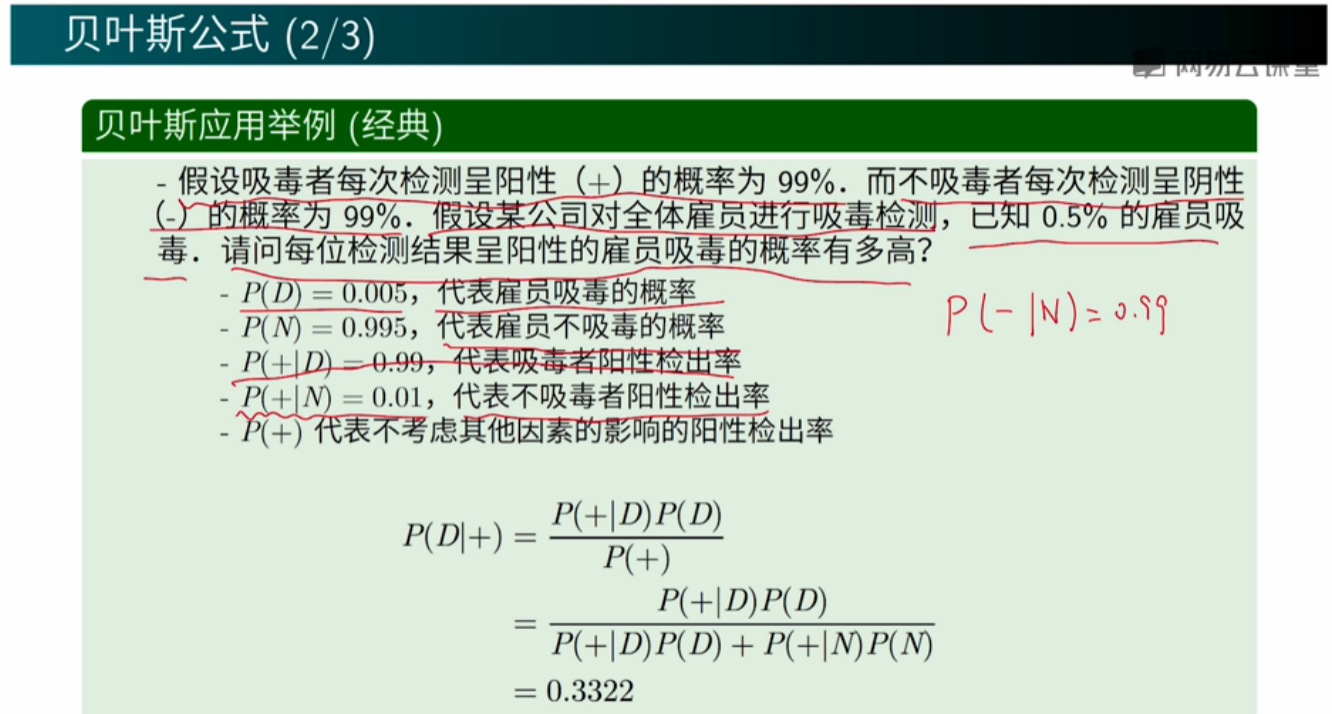 贝叶斯公式 (2/3)
网易云课堂
贝叶斯应用举例 (经典)
- 假设吸毒者每次检测呈阳性（+）的概率为 99%．而不吸毒者每次检测呈阴性
（-）的概率为 99%．假设某公司对全体雇员进行吸毒检测，已知 0.5% 的雇员吸
毒．请问每位检测结果呈阳性的雇员吸毒的概率有多高？
- P(D) = 0.005，代表雇员吸毒的概率
P(-|N)=0.99
- P(N) = 0.995，代表雇员不吸毒的概率
- P(+|D) = 0.99，代表吸毒者阳性检出率
- P(+|N) = 0.01，代表不吸毒者阳性检出率
- P(+) 代表不考虑其他因素的影响的阳性检出率
P(D|+) = P(+|D)P(D) / P(+)
= P(+|D)P(D) / P(+|D)P(D) + P(+|N)P(N)
= 0.3322